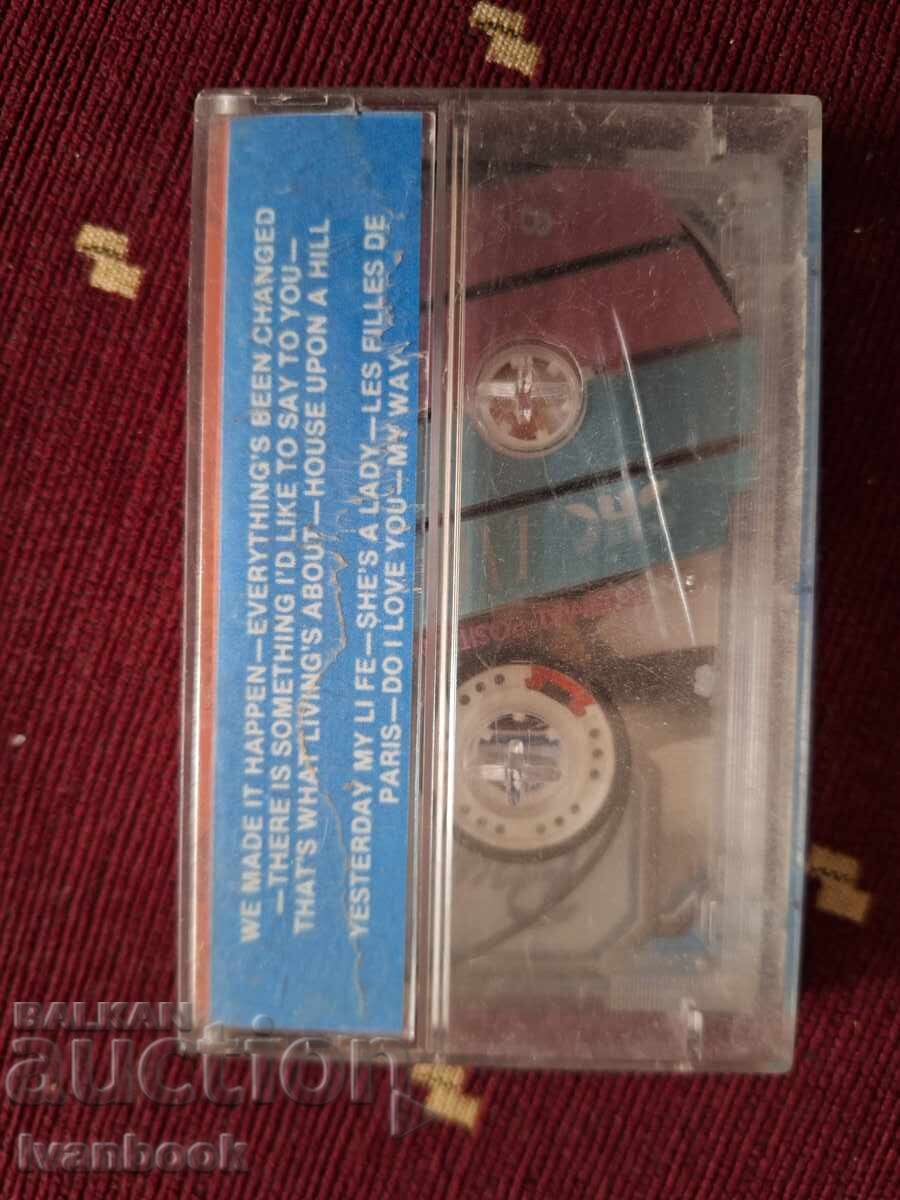 WE MADE IT HAPPEN—EVERYTHING'S BEEN CHANGED
—THERE IS SOMETHING I'D LIKE TO SAY TO YOU—
THAT'S WHAT LIVING'S ABOUT—HOUSE UPON A HILL
YESTERDAY MY LI FE—SHE'S A LADY—LES FILLES DE
PARIS—DO I LOVE YOU—MY WAY
BALKAN
auction
Ivanbook